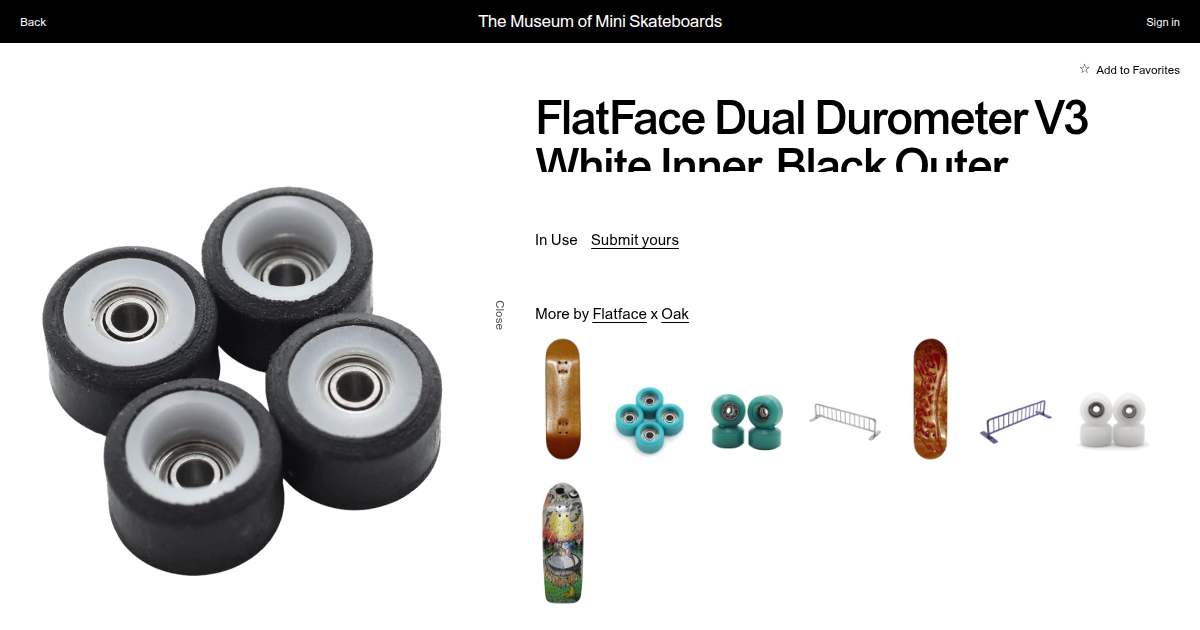 Back
The Museum of Mini Skateboards
Sign in
☆ Add to Favorites
FlatFace Dual Durometer V3
White Inner, Black Outer
In Use Submit yours
Close
More by Flatface x Oak